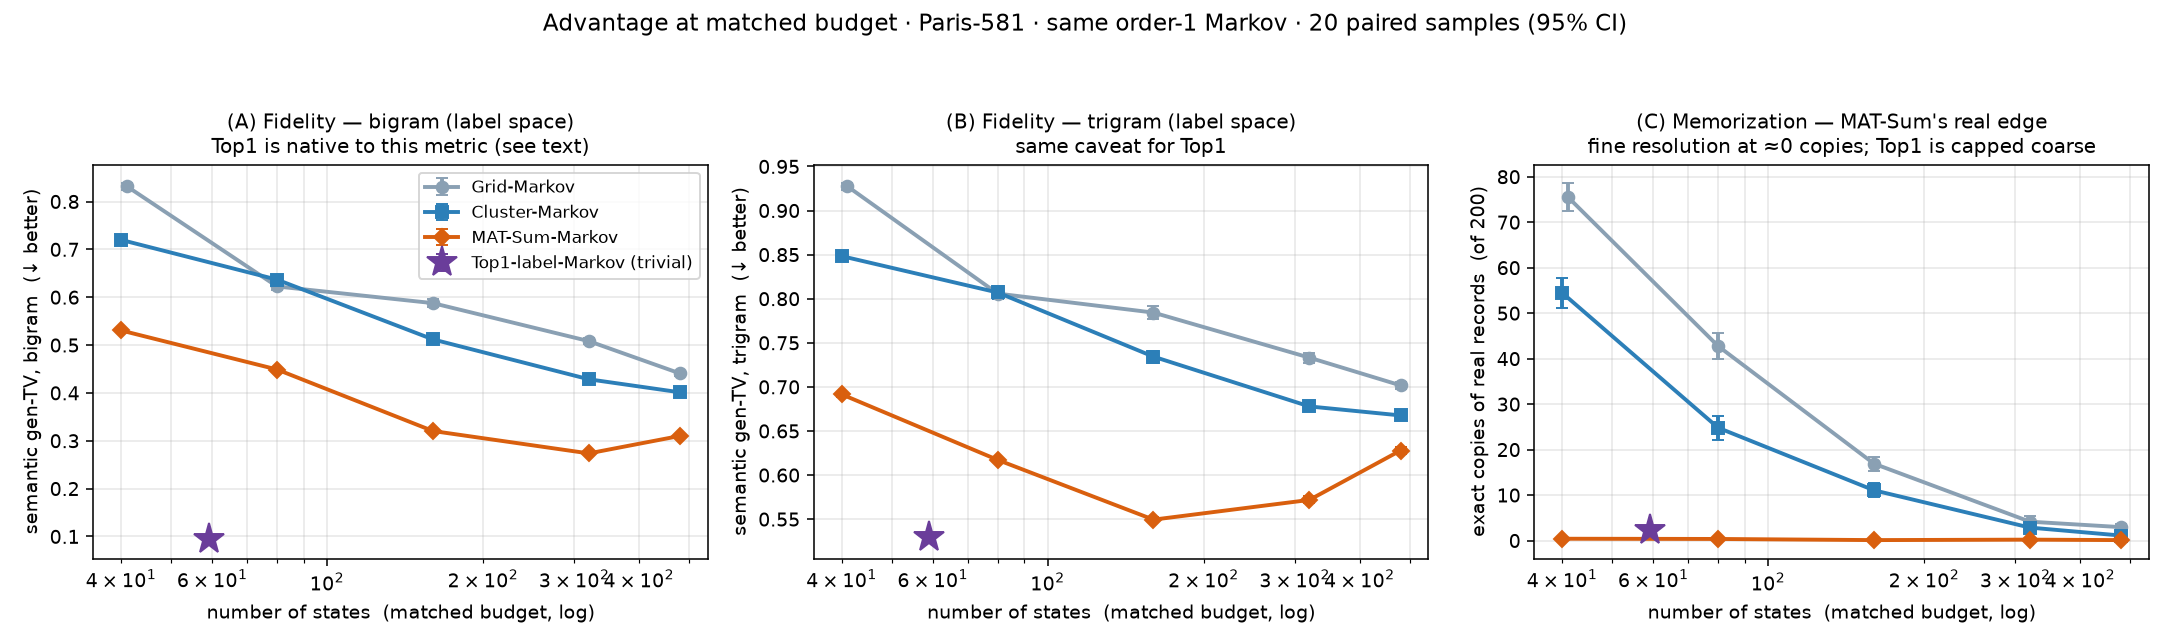 Advantage at matched budget · Paris-581 · same order-1 Markov · 20 paired samples (95% CI)
(A) Fidelity — bigram (label space)
Top1 is native to this metric (see text)
semantic gen-TV, bigram (↓ better)
0.8
0.7
0.6
0.5
0.4
0.3
0.2
0.1
Grid-Markov
Cluster-Markov
MAT-Sum-Markov
Top1-label-Markov (trivial)
4 × 10¹ 6 × 10¹ 10² 2 × 10² 3 × 10² 4 × 10²
number of states (matched budget, log)
(B) Fidelity — trigram (label space)
same caveat for Top1
semantic gen-TV, trigram (↓ better)
0.95
0.90
0.85
0.80
0.75
0.70
0.65
0.60
0.55
4 × 10¹ 6 × 10¹ 10² 2 × 10² 3 × 10² 4 × 10²
number of states (matched budget, log)
(C) Memorization — MAT-Sum's real edge
fine resolution at ≈0 copies; Top1 is capped coarse
exact copies of real records (of 200)
80
70
60
50
40
30
20
10
0
4 × 10¹ 6 × 10¹ 10² 2 × 10² 3 × 10² 4 × 10²
number of states (matched budget, log)